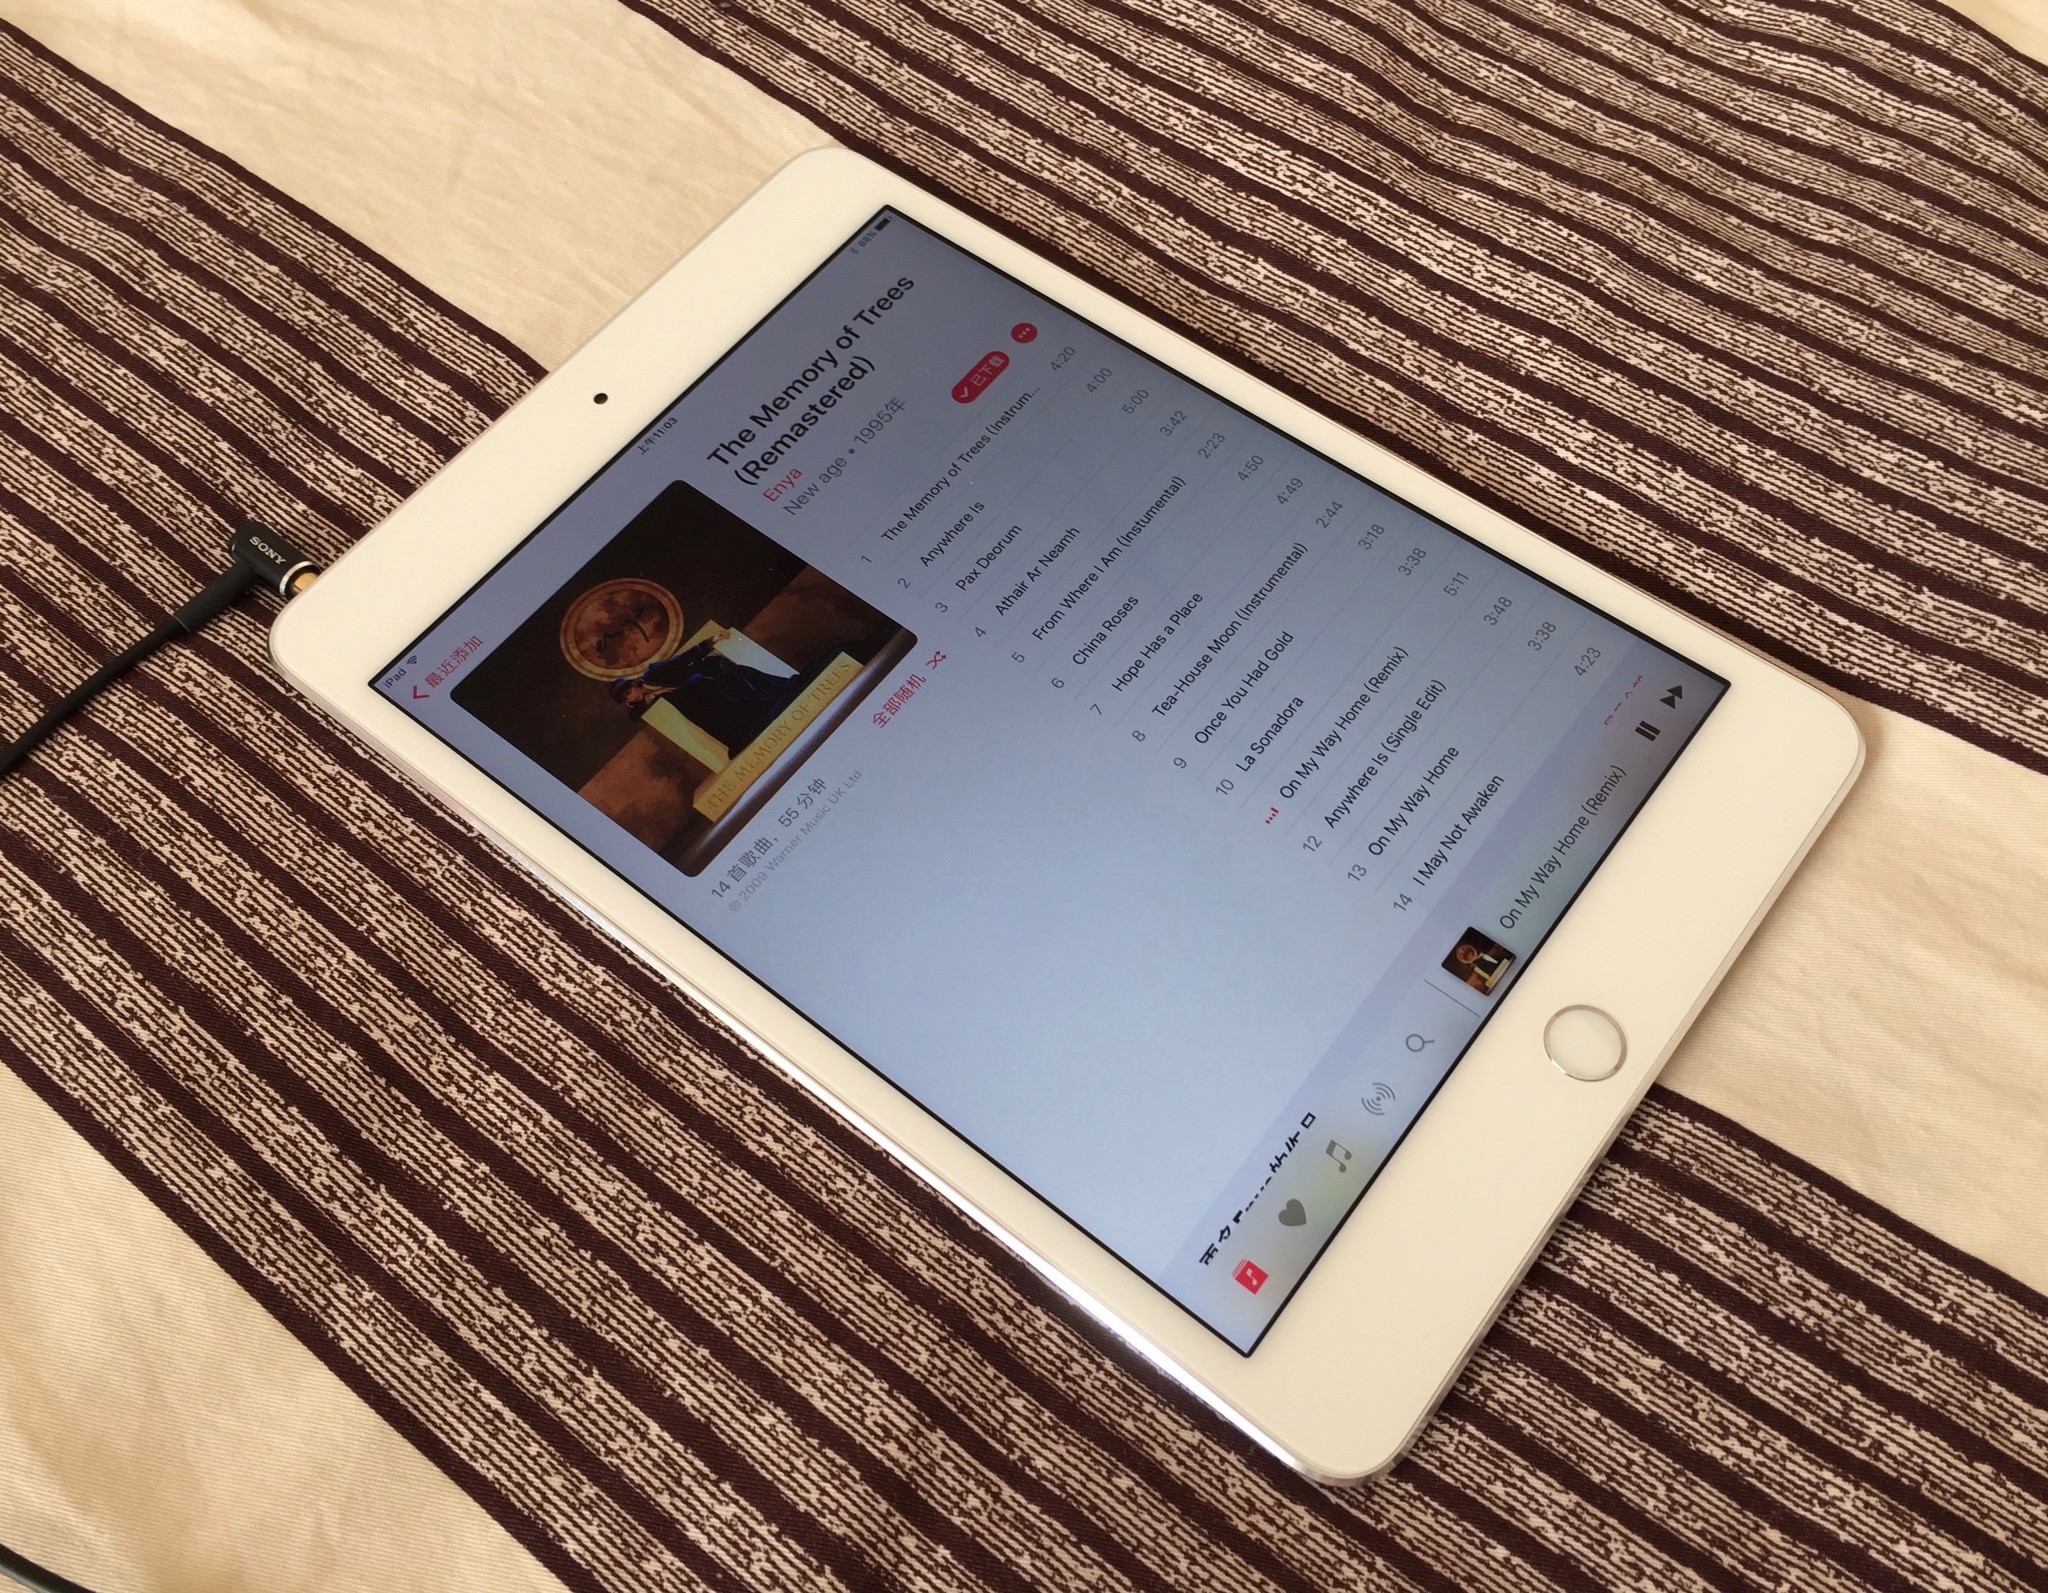 SONY
iPad
上午11:03
最近添加
THE MEMORY OF TREES
The Memory of Trees
(Remastered)
Enya
New age • 1995年
✓ 已下载
全部随机
14 首歌曲，55 分钟
℗ 2009 Warner Music UK Ltd
1 The Memory of Trees (Instrum... 4:20
2 Anywhere Is 4:00
3 Pax Deorum 5:00
4 Athair Ar Neamh 3:42
5 From Where I Am (Instumental) 2:23
6 China Roses 4:50
7 Hope Has a Place 4:49
8 Tea-House Moon (Instrumental) 2:44
9 Once You Had Gold 3:18
10 La Sonadora 3:38
On My Way Home (Remix) 5:11
12 Anywhere Is (Single Edit) 3:48
13 On My Way Home 3:38
14 I May Not Awaken 4:23
On My Way Home (Remix)